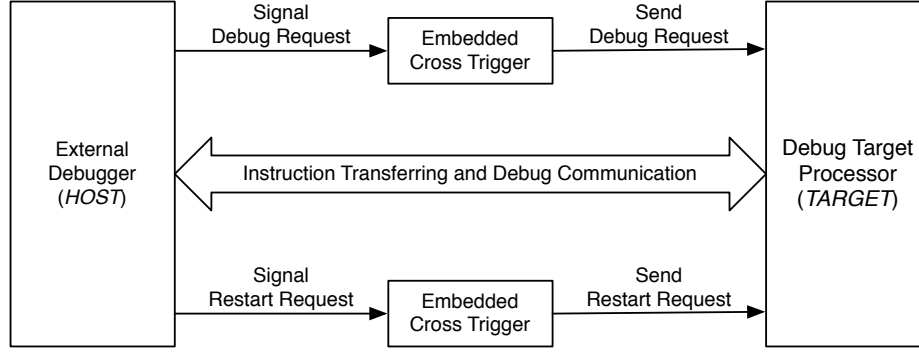 Signal
Debug Request
Embedded
Cross Trigger
Send
Debug Request
External
Debugger
(HOST)
Instruction Transferring and Debug Communication
Debug Target
Processor
(TARGET)
Signal
Restart Request
Embedded
Cross Trigger
Send
Restart Request